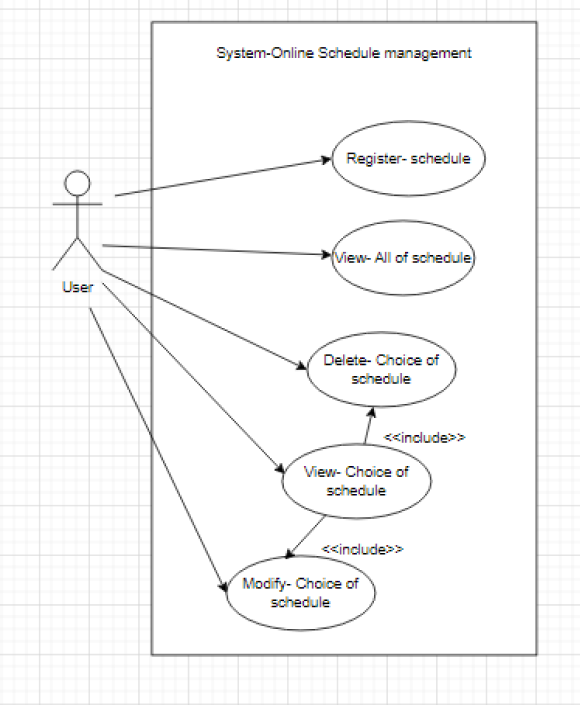 System-Online Schedule management
Register- schedule
View- All of schedule
User
Delete- Choice of
schedule
<<include>>
View- Choice of
schedule
<<include>>
Modify- Choice of
schedule